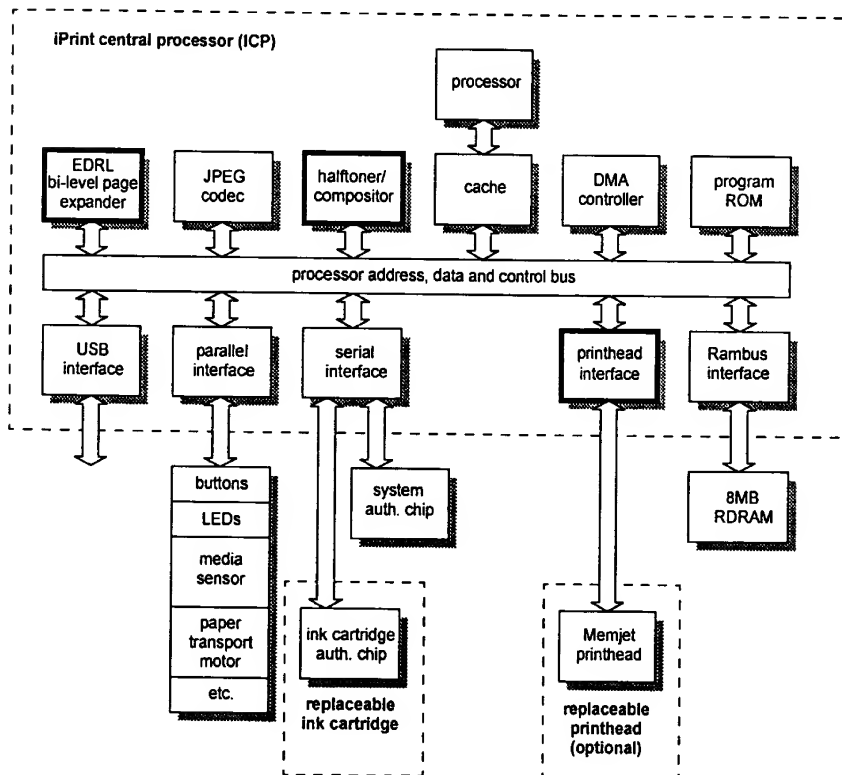 iPrint central processor (ICP)
processor
EDRL
bi-level page
expander
JPEG
codec
halftoner/
compositor
cache
DMA
controller
program
ROM
processor address, data and control bus
USB
interface
parallel
interface
serial
interface
printhead
interface
Rambus
interface
buttons
LEDs
media
sensor
paper
transport
motor
etc.
system
auth. chip
8MB
RDRAM
ink cartridge
auth. chip
replaceable
ink cartridge
Memjet
printhead
replaceable
printhead
(optional)